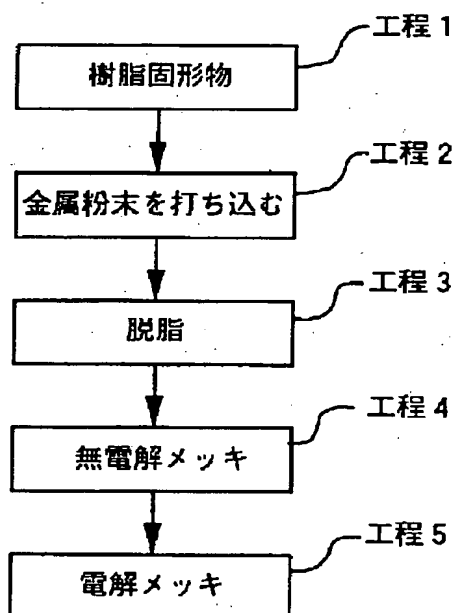 工程1
樹脂固形物
工程2
金属粉末を打ち込む
工程3
脱脂
工程4
無電解メッキ
工程5
電解メッキ